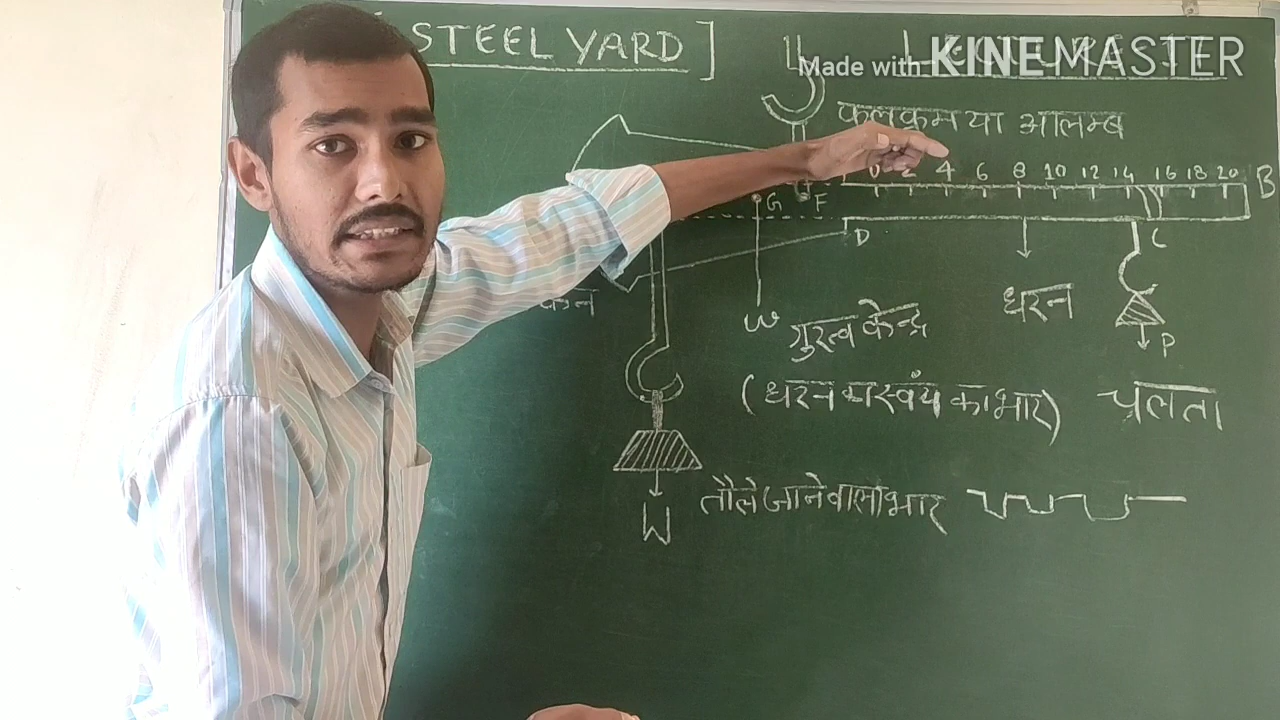 STEEL YARD ]
Made with KINEMASTER
फलक्रम या आलम्ब
0 2 4 6 8 10 12 14 16 18 20 B
G F
D C
धरन
w गुरुत्व केन्द्र P
(धरन का स्वंय का भार) चलता
तौले जाने वाला भार
W